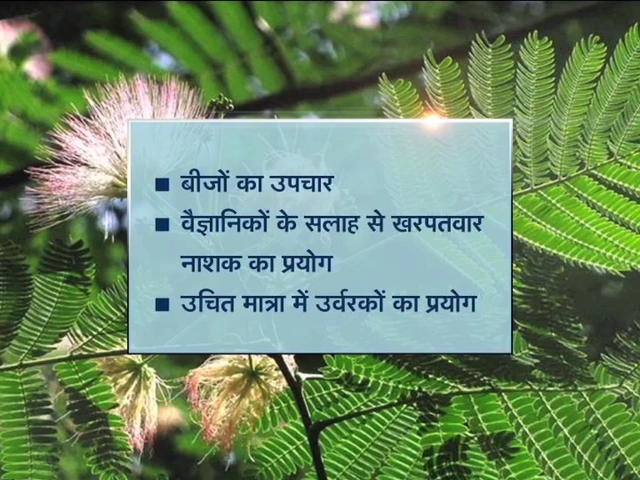 ■ बीजों का उपचार
■ वैज्ञानिकों के सलाह से खरपतवार
नाशक का प्रयोग
■ उचित मात्रा में उर्वरकों का प्रयोग